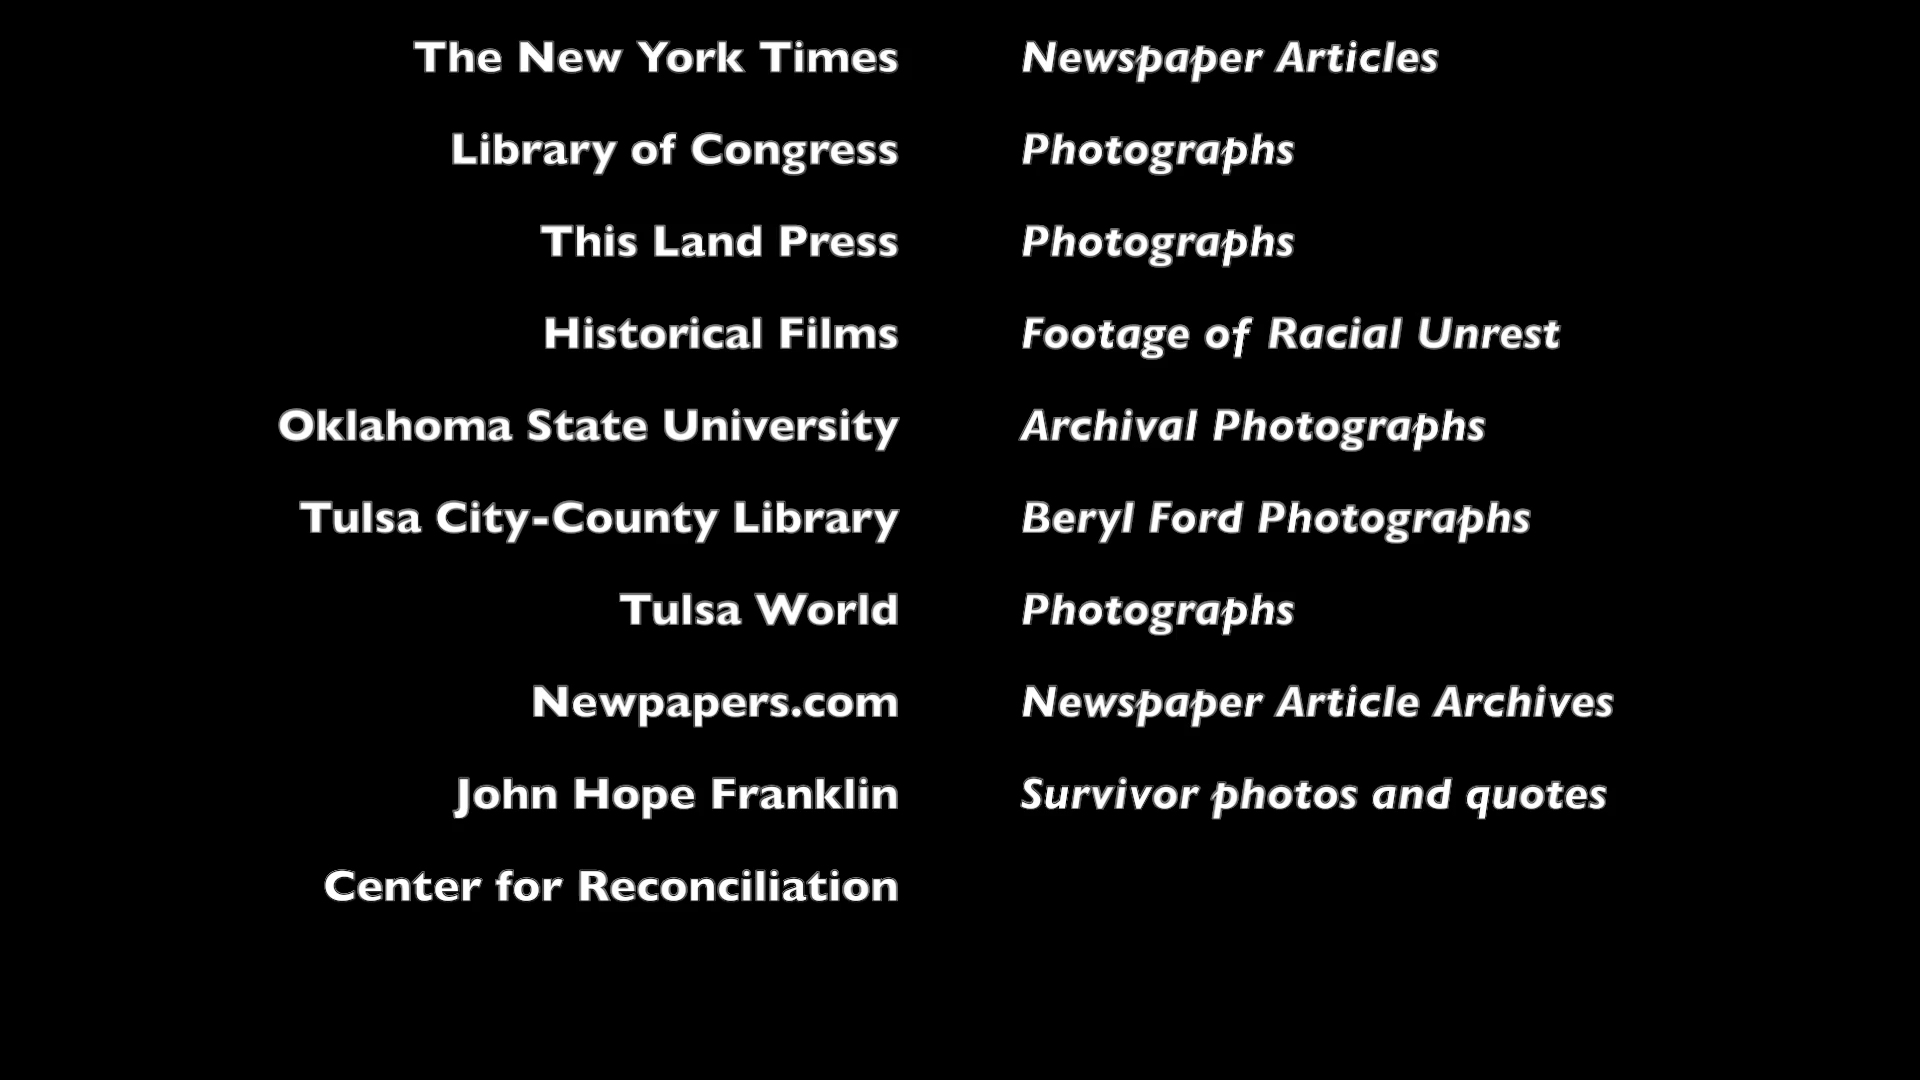 The New York Times Newspaper Articles
Library of Congress Photographs
This Land Press Photographs
Historical Films Footage of Racial Unrest
Oklahoma State University Archival Photographs
Tulsa City-County Library Beryl Ford Photographs
Tulsa World Photographs
Newpapers.com Newspaper Article Archives
John Hope Franklin Survivor photos and quotes
Center for Reconciliation